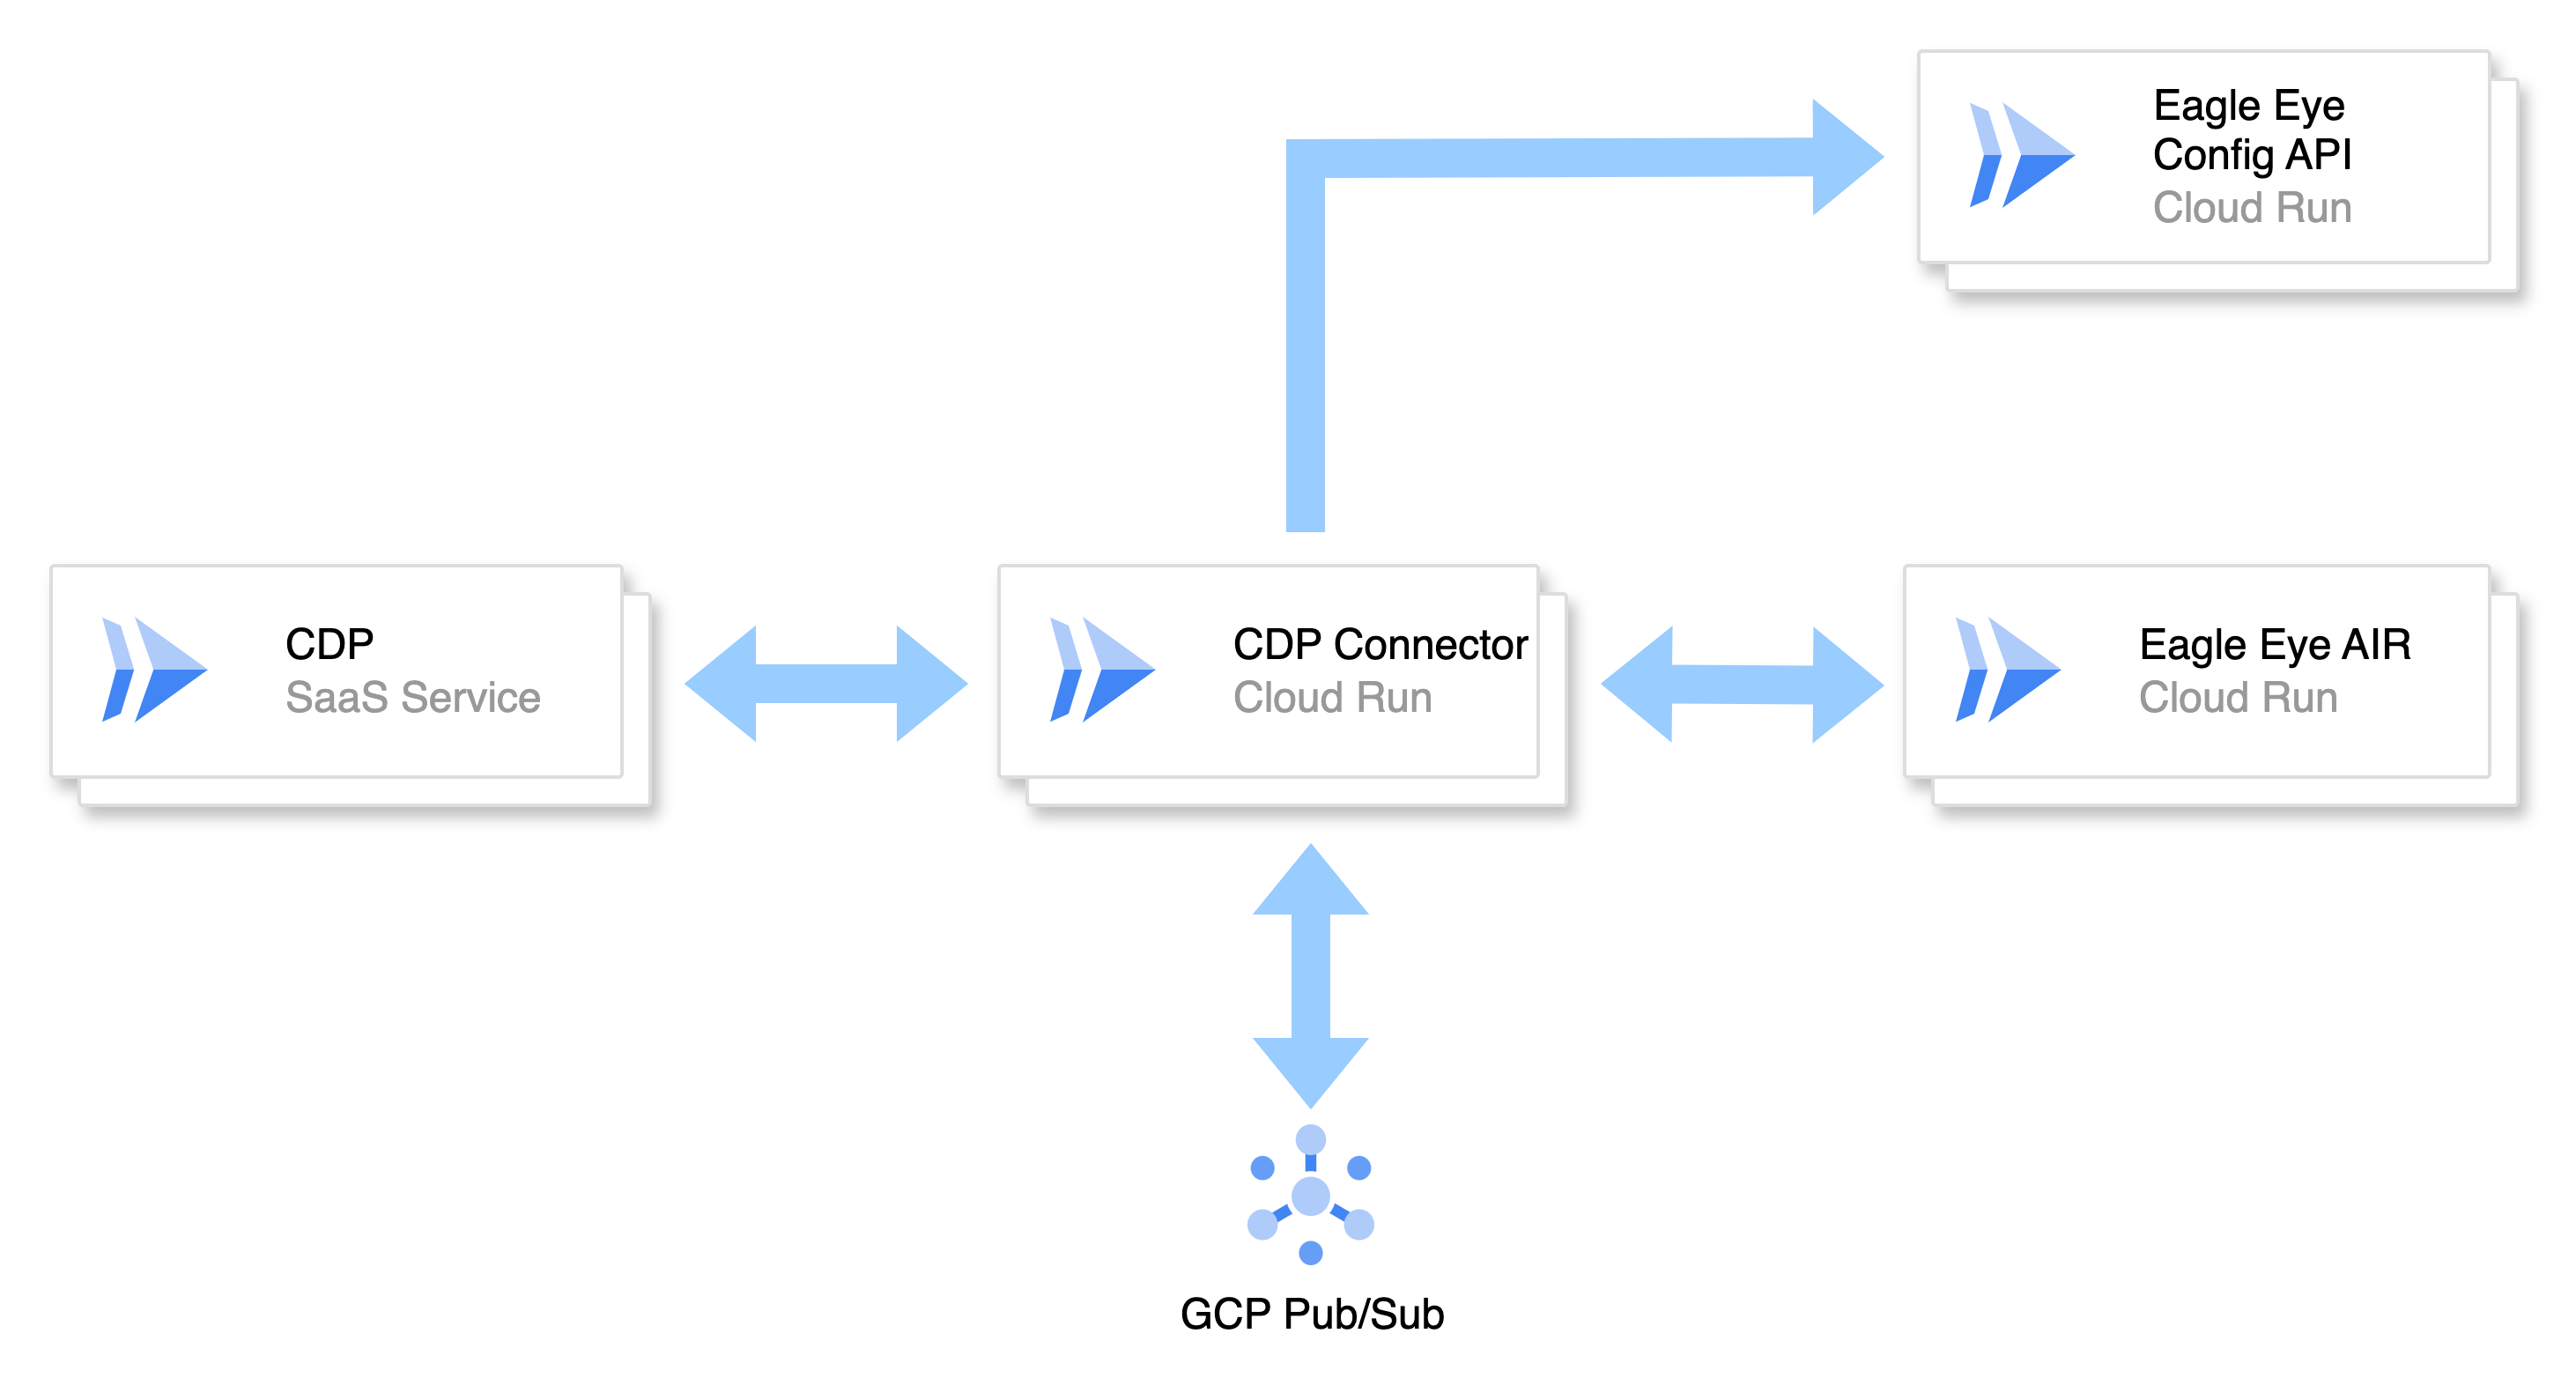 Eagle Eye
Config API
Cloud Run
CDP
SaaS Service
CDP Connector
Cloud Run
Eagle Eye AIR
Cloud Run
GCP Pub/Sub